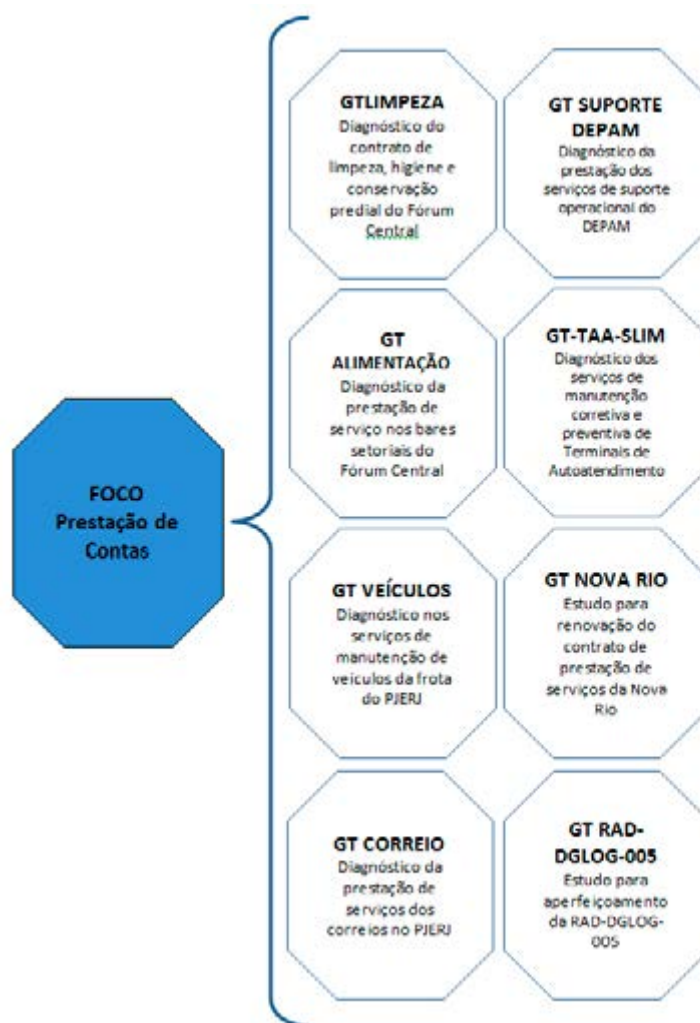 FOCO
Prestação de
Contas
GTLIMPEZA
Diagnóstico do
contrato de
limpeza, higiene e
conservação
predial do Fórum
Central
GT SUPORTE
DEPAM
Diagnóstico da
prestação dos
serviços de suporte
operacional do
DEPAM
GT
ALIMENTAÇÃO
Diagnóstico da
prestação de
serviço nos bares
setoriais do
Fórum Central
GT-TAA-SLIM
Diagnóstico dos
serviços de
manutenção
corretiva e
preventiva de
Terminais de
Autoatendimento
GT VEÍCULOS
Diagnóstico nos
serviços de
manutenção de
veículos da frota
do PJERJ
GT NOVA RIO
Estudo para
renovação do
contrato de
prestação de
serviços da Nova
Rio
GT CORREIO
Diagnóstico da
prestação de
serviços dos
correios no PJERJ
GT RAD-
DGLOG-005
Estudo para
aperfeiçoamento
da RAD-DGLOG-
005